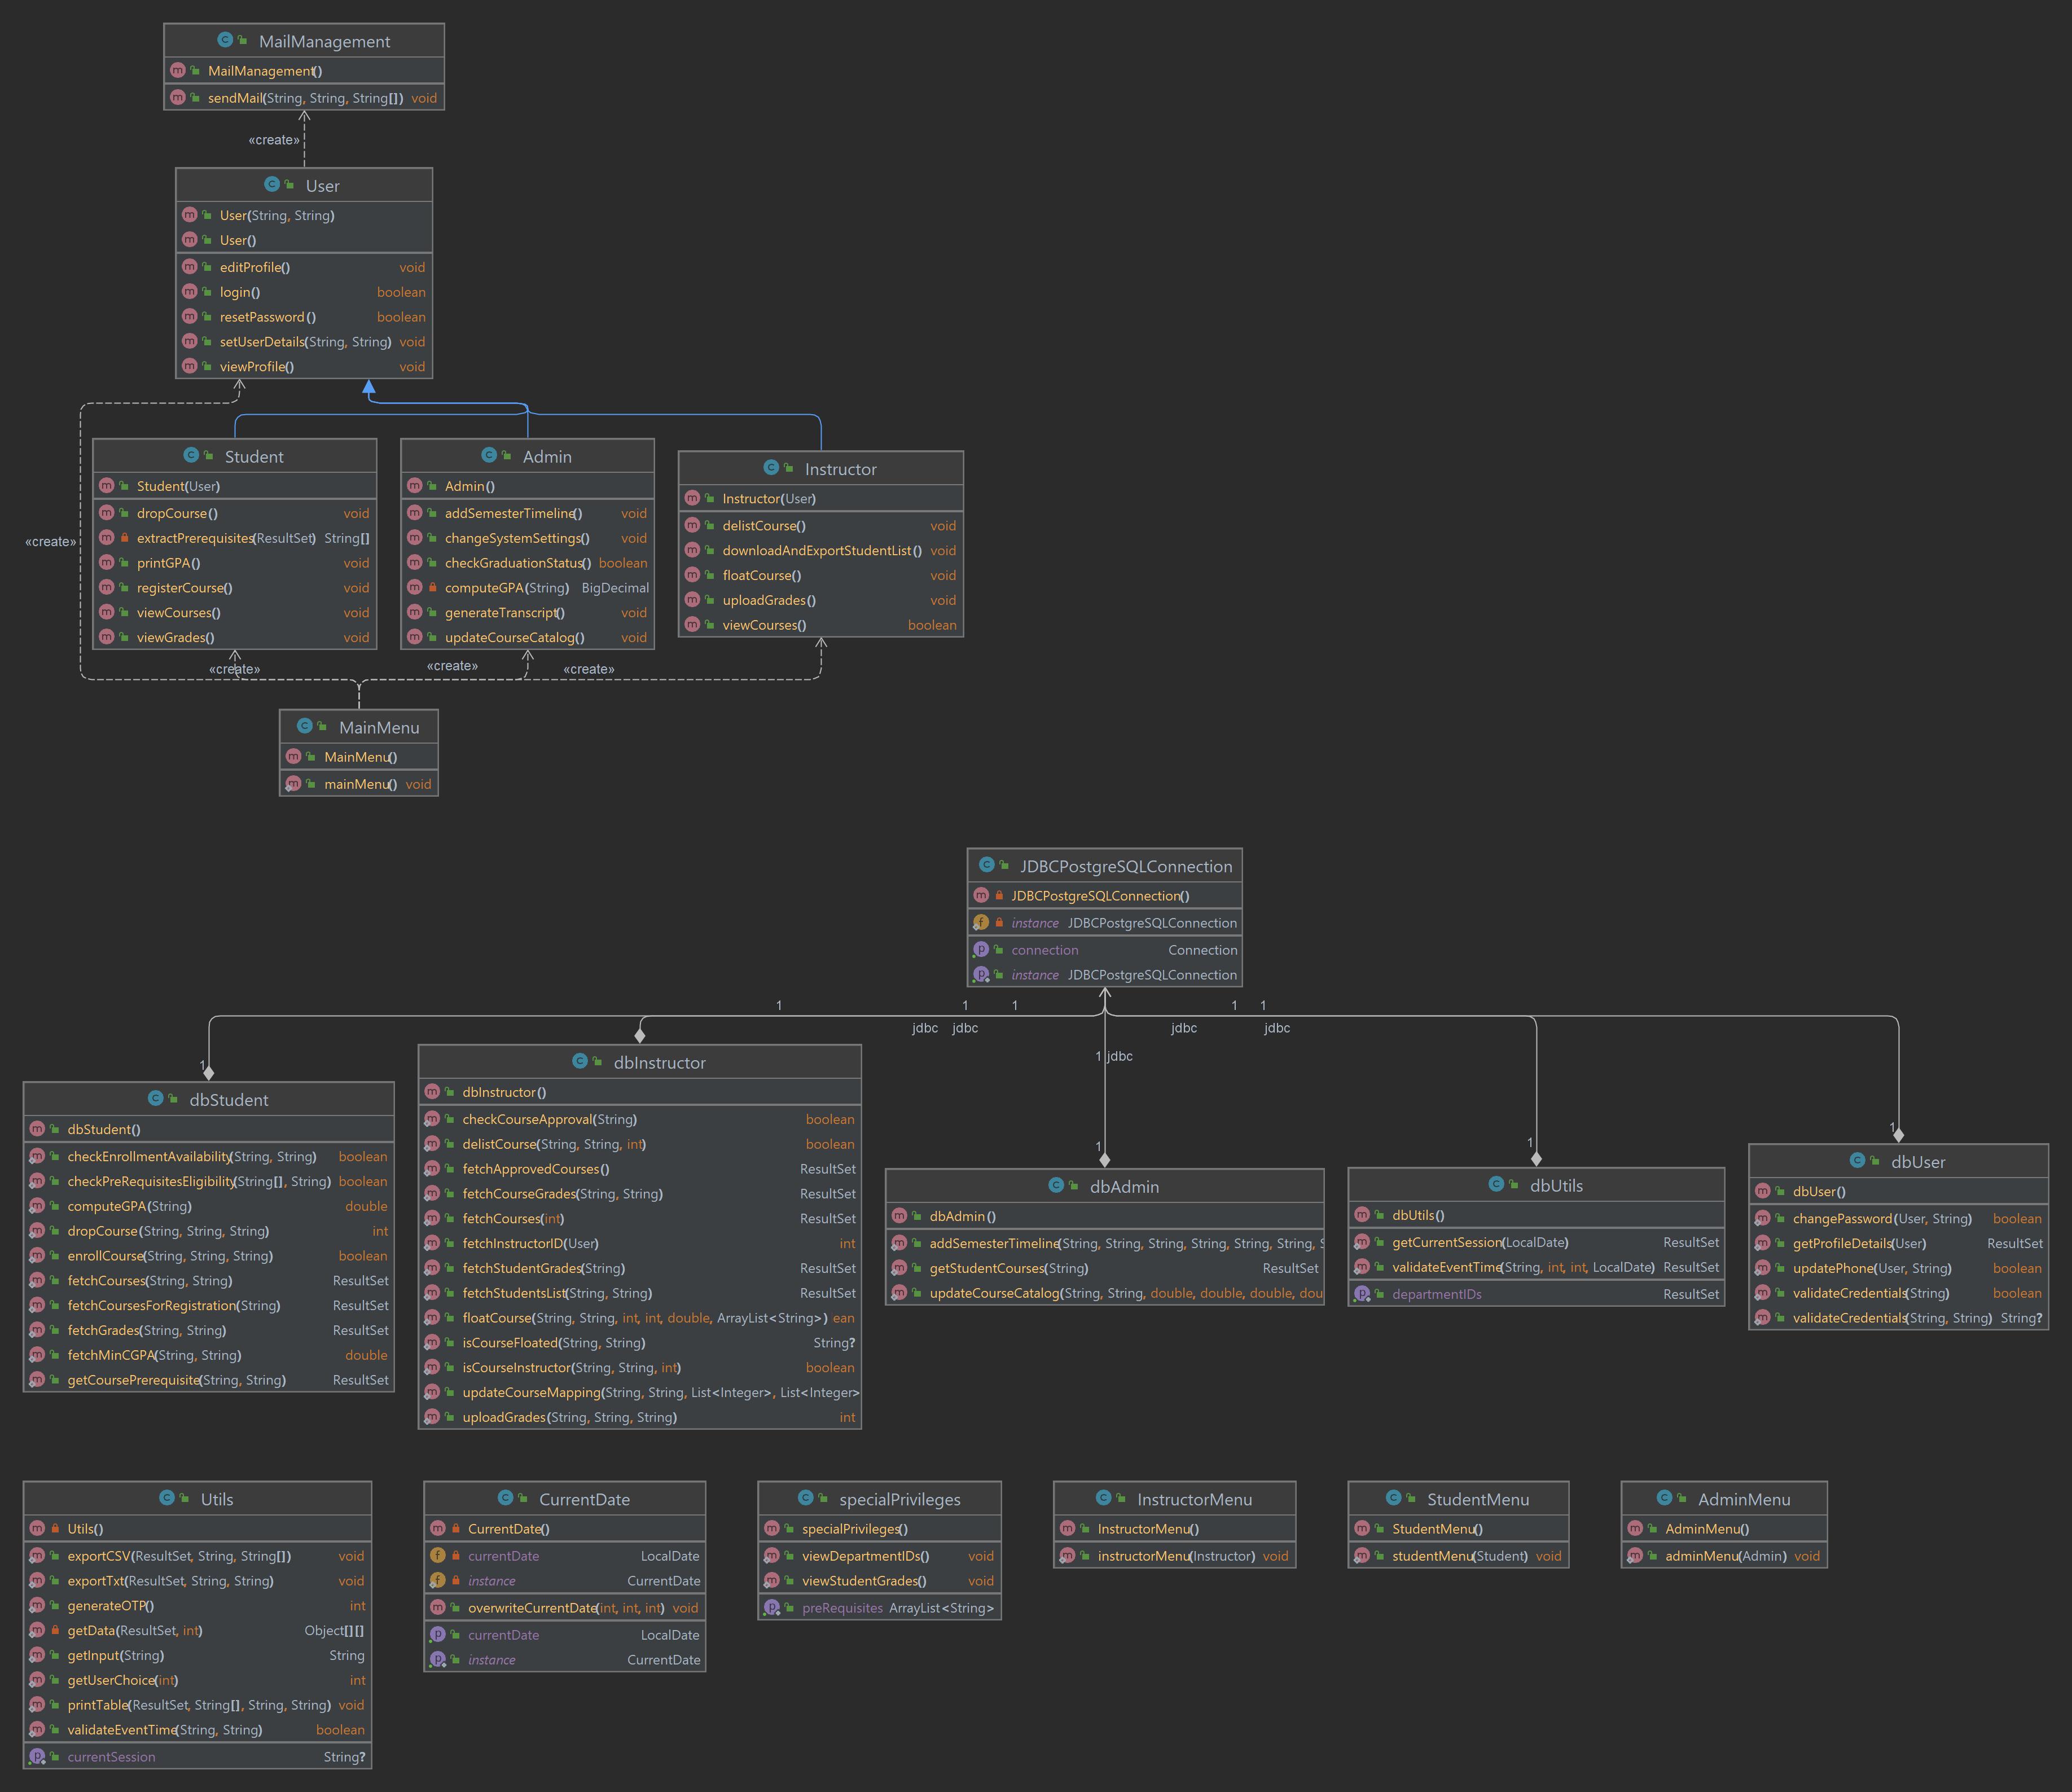 MailManagement
MailManagement()
sendMail(String, String, String[]) void
«create»
User
User(String, String)
User()
editProfile() void
login() boolean
resetPassword() boolean
setUserDetails(String, String) void
viewProfile() void
Student
Student(User)
dropCourse() void
extractPrerequisites(ResultSet) String[]
printGPA() void
registerCourse() void
viewCourses() void
viewGrades() void
Admin
Admin()
addSemesterTimeline() void
changeSystemSettings() void
checkGraduationStatus() boolean
computeGPA(String) BigDecimal
generateTranscript() void
updateCourseCatalog() void
Instructor
Instructor(User)
delistCourse() void
downloadAndExportStudentList() void
floatCourse() void
uploadGrades() void
viewCourses() boolean
«create»
«create»
«create»
«create»
MainMenu
MainMenu()
mainMenu() void
JDBCPostgreSQLConnection
JDBCPostgreSQLConnection()
instance JDBCPostgreSQLConnection
connection Connection
instance JDBCPostgreSQLConnection
1 1 1 1 1
jdbc jdbc jdbc jdbc
1 jdbc
1
1
1
1
dbStudent
dbStudent()
checkEnrollmentAvailability(String, String) boolean
checkPreRequisitesEligibility(String[], String) boolean
computeGPA(String) double
dropCourse(String, String, String) int
enrollCourse(String, String, String) boolean
fetchCourses(String, String) ResultSet
fetchCoursesForRegistration(String) ResultSet
fetchGrades(String, String) ResultSet
fetchMinCGPA(String, String) double
getCoursePrerequisite(String, String) ResultSet
dbInstructor
dbInstructor()
checkCourseApproval(String) boolean
delistCourse(String, String, int) boolean
fetchApprovedCourses() ResultSet
fetchCourseGrades(String, String) ResultSet
fetchCourses(int) ResultSet
fetchInstructorID(User) int
fetchStudentGrades(String) ResultSet
fetchStudentsList(String, String) ResultSet
floatCourse(String, String, int, int, double, ArrayList<String>) ean
isCourseFloated(String, String) String?
isCourseInstructor(String, String, int) boolean
updateCourseMapping(String, String, List<Integer>, List<Integer>
uploadGrades(String, String, String) int
dbAdmin
dbAdmin()
addSemesterTimeline(String, String, String, String, String, String, S
getStudentCourses(String) ResultSet
updateCourseCatalog(String, String, double, double, double, dou
dbUtils
dbUtils()
getCurrentSession(LocalDate) ResultSet
validateEventTime(String, int, int, LocalDate) ResultSet
departmentIDs ResultSet
dbUser
dbUser()
changePassword(User, String) boolean
getProfileDetails(User) ResultSet
updatePhone(User, String) boolean
validateCredentials(String) boolean
validateCredentials(String, String) String?
Utils
Utils()
exportCSV(ResultSet, String, String[]) void
exportTxt(ResultSet, String, String) void
generateOTP() int
getData(ResultSet, int) Object[][]
getInput(String) String
getUserChoice(int) int
printTable(ResultSet, String[], String, String) void
validateEventTime(String, String) boolean
currentSession String?
CurrentDate
CurrentDate()
currentDate LocalDate
instance CurrentDate
overwriteCurrentDate(int, int, int) void
currentDate LocalDate
instance CurrentDate
specialPrivileges
specialPrivileges()
viewDepartmentIDs() void
viewStudentGrades() void
preRequisites ArrayList<String>
InstructorMenu
InstructorMenu()
instructorMenu(Instructor) void
StudentMenu
StudentMenu()
studentMenu(Student) void
AdminMenu
AdminMenu()
adminMenu(Admin) void